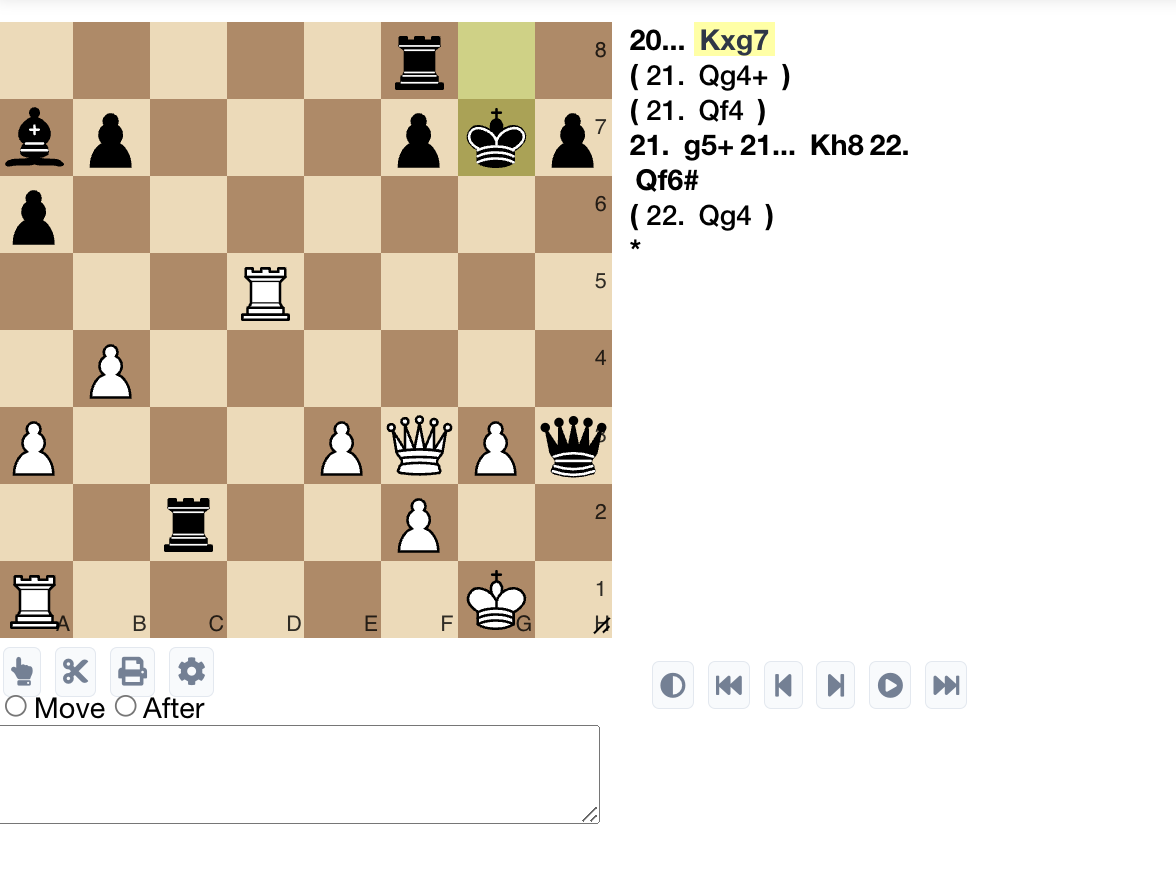 20... Kxg7
( 21. Qg4+ )
( 21. Qf4 )
21. g5+ 21... Kh8 22.
Qf6#
( 22. Qg4 )
*
8
7
6
5
4
3
2
1
A B C D E F G H
Move After